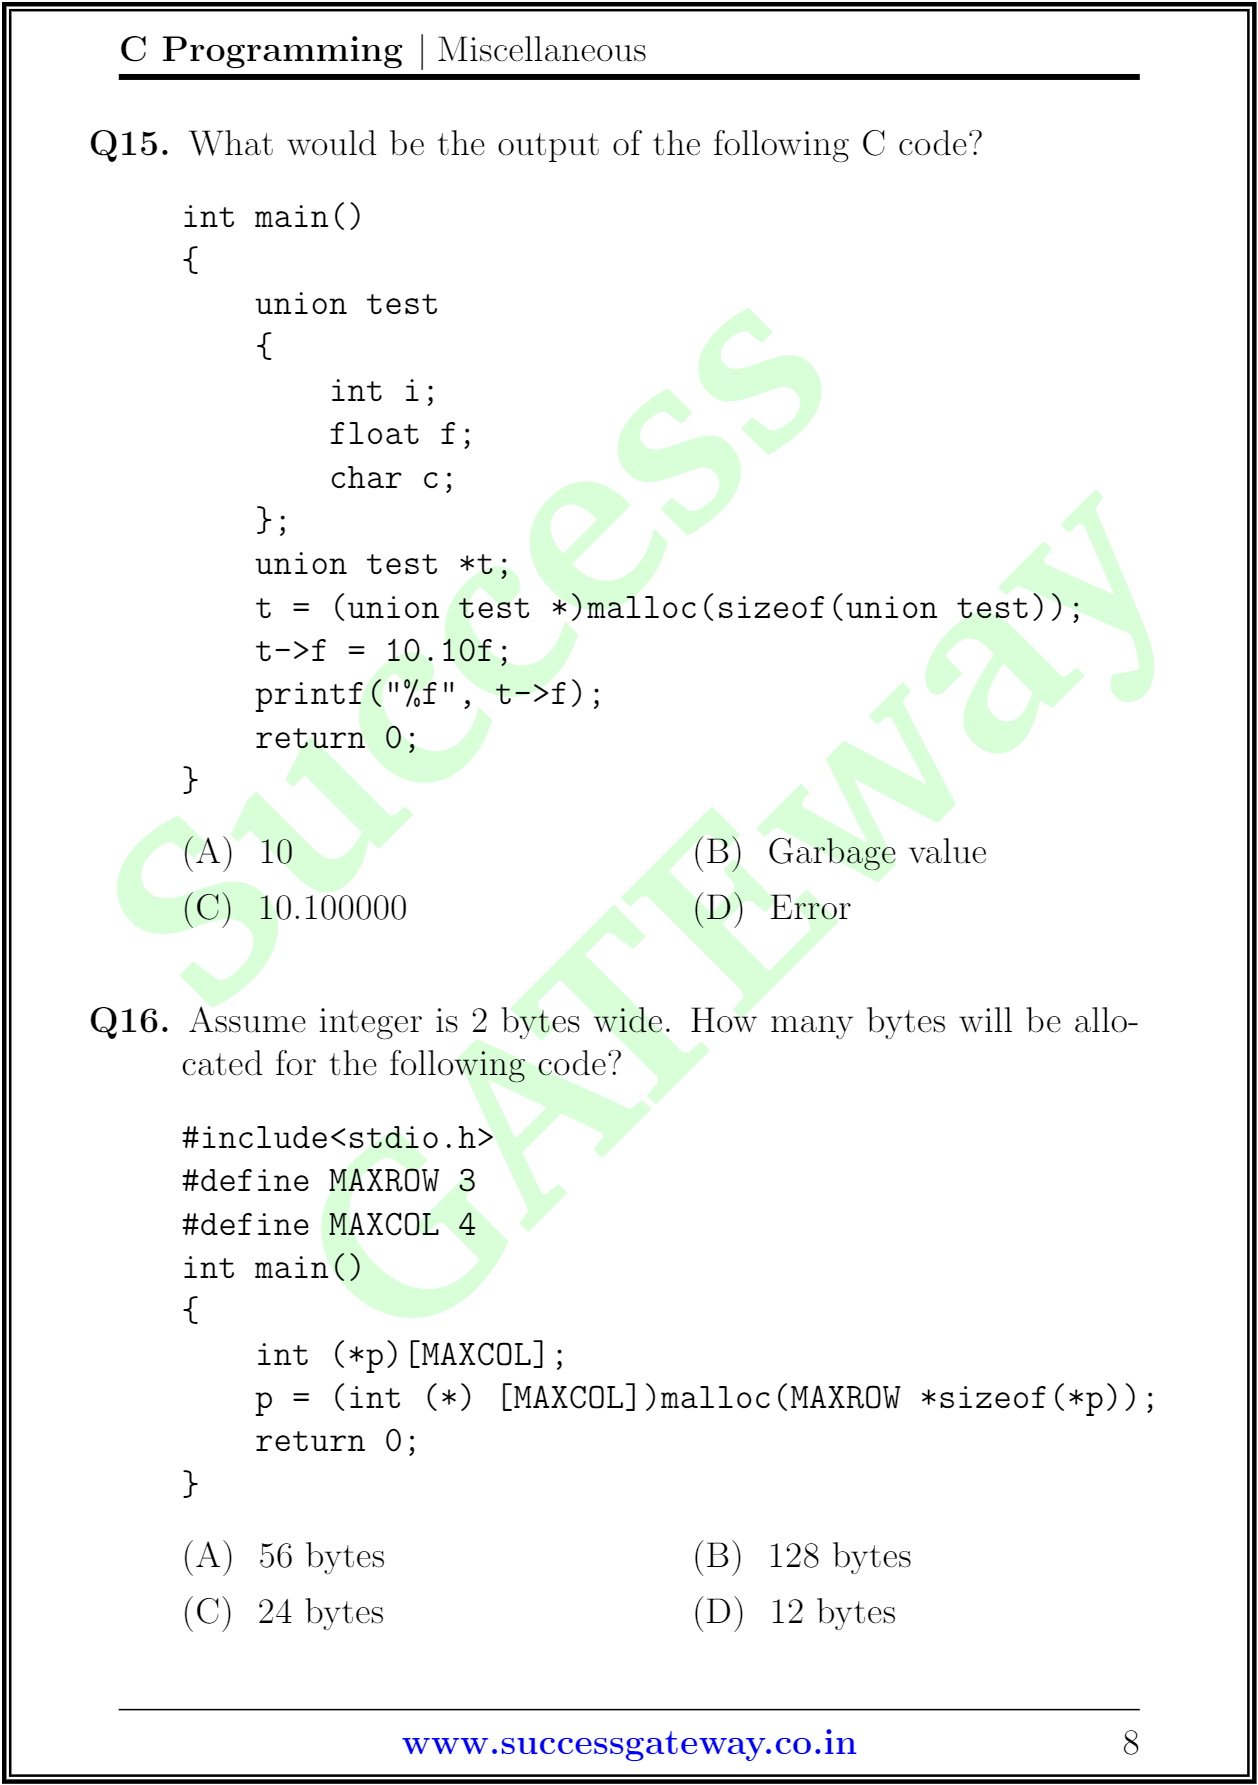 C Programming | Miscellaneous
Q15. What would be the output of the following C code?
int main()
{
    union test
    {
        int i;
        float f;
        char c;
    };
    union test *t;
    t = (union test *)malloc(sizeof(union test));
    t->f = 10.10f;
    printf("%f", t->f);
    return 0;
}
(A) 10 (B) Garbage value
(C) 10.100000 (D) Error
Q16. Assume integer is 2 bytes wide. How many bytes will be allo-
cated for the following code?
#include<stdio.h>
#define MAXROW 3
#define MAXCOL 4
int main()
{
    int (*p)[MAXCOL];
    p = (int (*) [MAXCOL])malloc(MAXROW *sizeof(*p));
    return 0;
}
(A) 56 bytes (B) 128 bytes
(C) 24 bytes (D) 12 bytes
www.successgateway.co.in 8
Success
GATEway